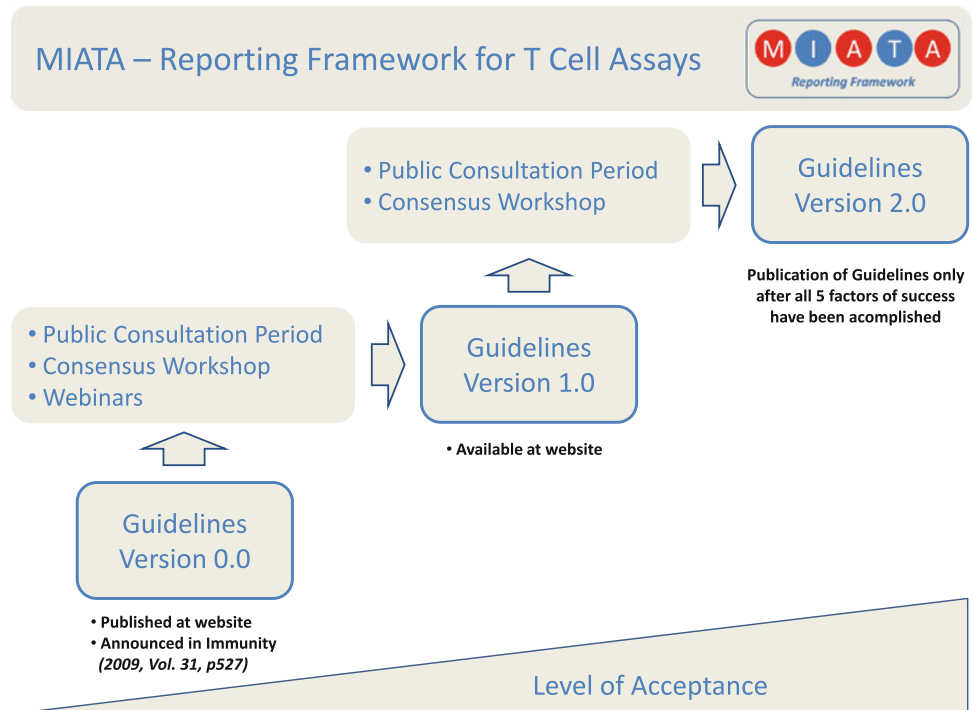 MIATA – Reporting Framework for T Cell Assays
M I A T A
Reporting Framework
• Public Consultation Period
• Consensus Workshop
Guidelines
Version 2.0
Publication of Guidelines only
after all 5 factors of success
have been acomplished
• Public Consultation Period
• Consensus Workshop
• Webinars
Guidelines
Version 1.0
• Available at website
Guidelines
Version 0.0
• Published at website
• Announced in Immunity
(2009, Vol. 31, p527)
Level of Acceptance